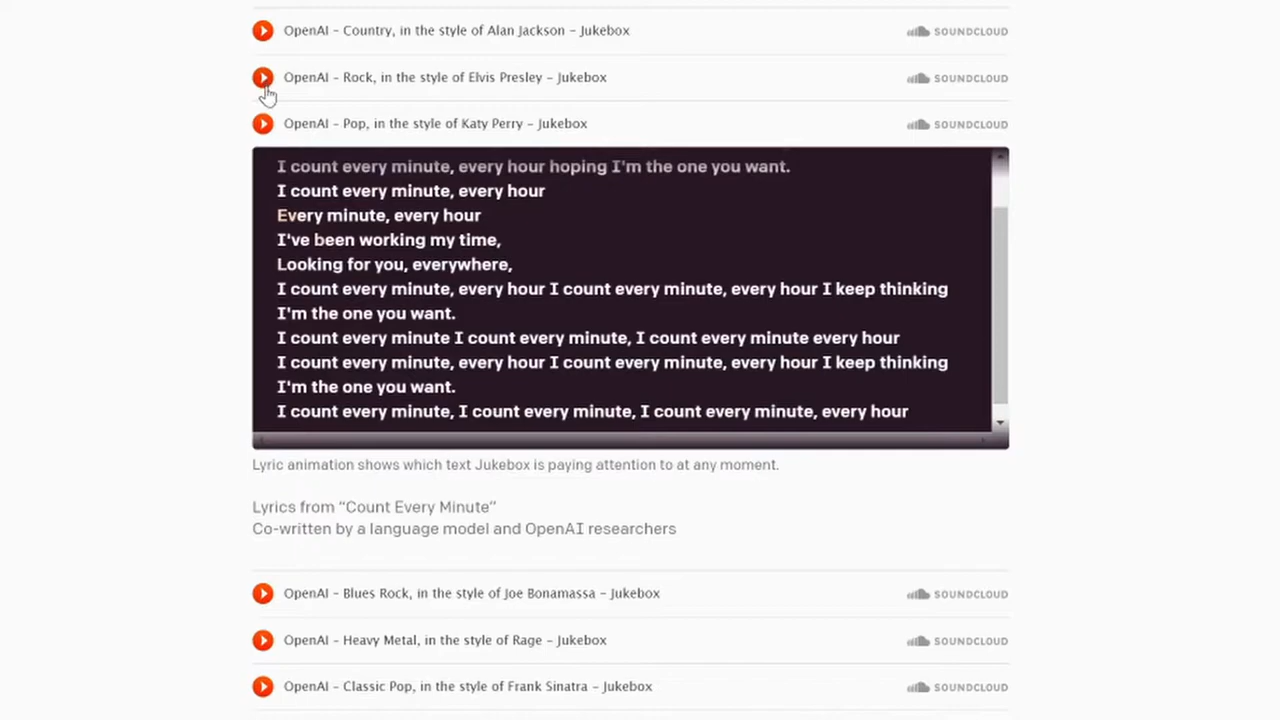 OpenAI - Country, in the style of Alan Jackson - Jukebox SOUNDCLOUD
OpenAI - Rock, in the style of Elvis Presley - Jukebox SOUNDCLOUD
OpenAI - Pop, in the style of Katy Perry - Jukebox SOUNDCLOUD
I count every minute, every hour hoping I'm the one you want.
I count every minute, every hour
Every minute, every hour
I've been working my time,
Looking for you, everywhere,
I count every minute, every hour I count every minute, every hour I keep thinking
I'm the one you want.
I count every minute I count every minute, I count every minute every hour
I count every minute, every hour I count every minute, every hour I keep thinking
I'm the one you want.
I count every minute, I count every minute, I count every minute, every hour
Lyric animation shows which text Jukebox is paying attention to at any moment.
Lyrics from “Count Every Minute”
Co-written by a language model and OpenAI researchers
OpenAI - Blues Rock, in the style of Joe Bonamassa - Jukebox SOUNDCLOUD
OpenAI - Heavy Metal, in the style of Rage - Jukebox SOUNDCLOUD
OpenAI - Classic Pop, in the style of Frank Sinatra - Jukebox SOUNDCLOUD